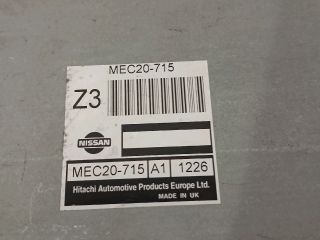 MEC20-715
Z3
NISSAN
MEC20-715 A1 1226
Hitachi Automotive Products Europe Ltd.
MADE IN UK